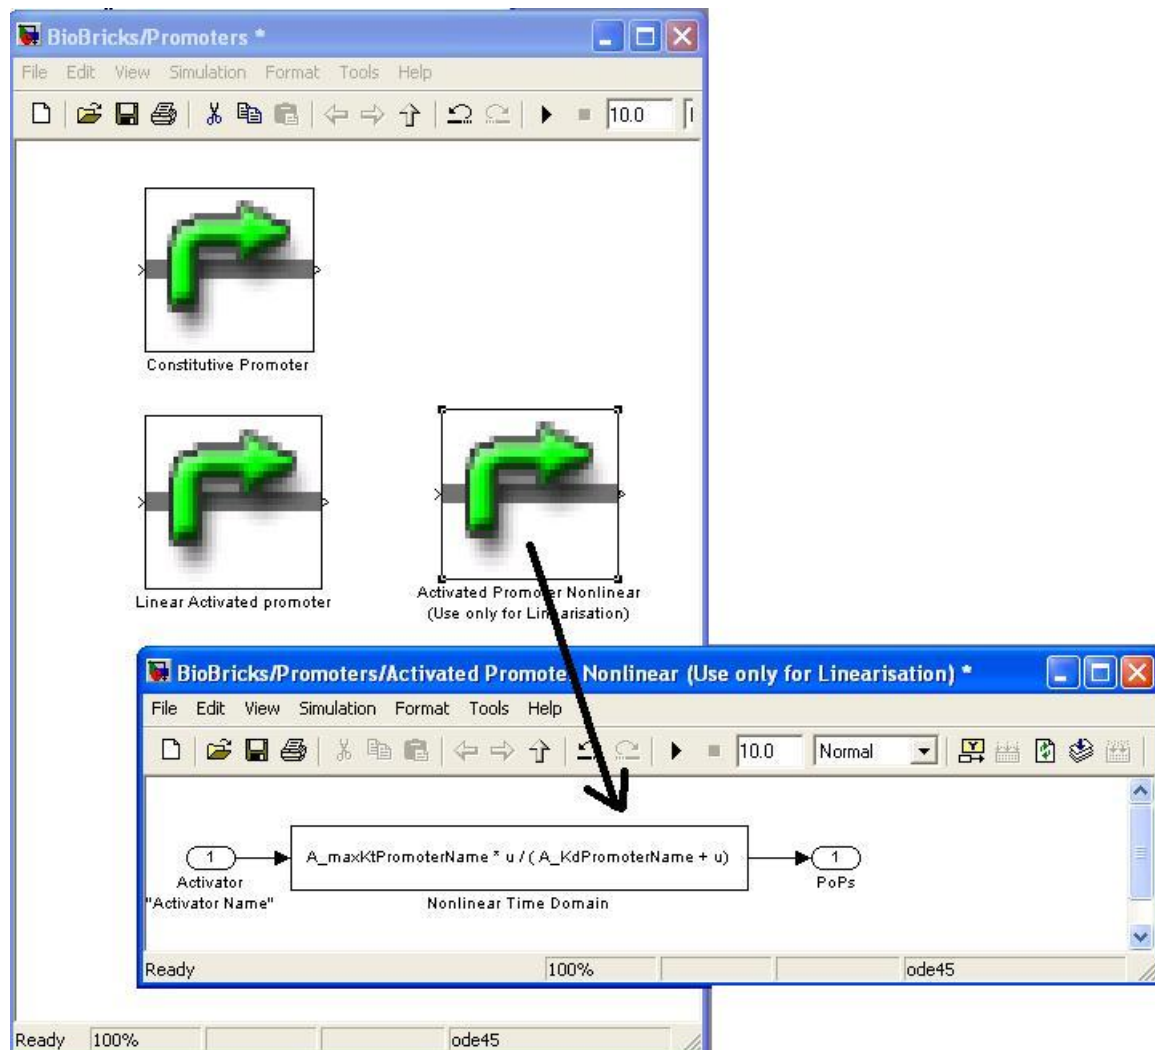 BioBricks/Promoters *
File Edit View Simulation Format Tools Help
10.0
Constitutive Promoter
Linear Activated promoter
Activated Promoter Nonlinear
(Use only for Linearisation)
BioBricks/Promoters/Activated Promoter Nonlinear (Use only for Linearisation) *
File Edit View Simulation Format Tools Help
10.0 Normal
1
A_maxKtPromoterName * u / ( A_KdPromoterName + u)
1
Activator
"Activator Name"
Nonlinear Time Domain
PoPs
Ready 100% ode45
Ready 100% ode45